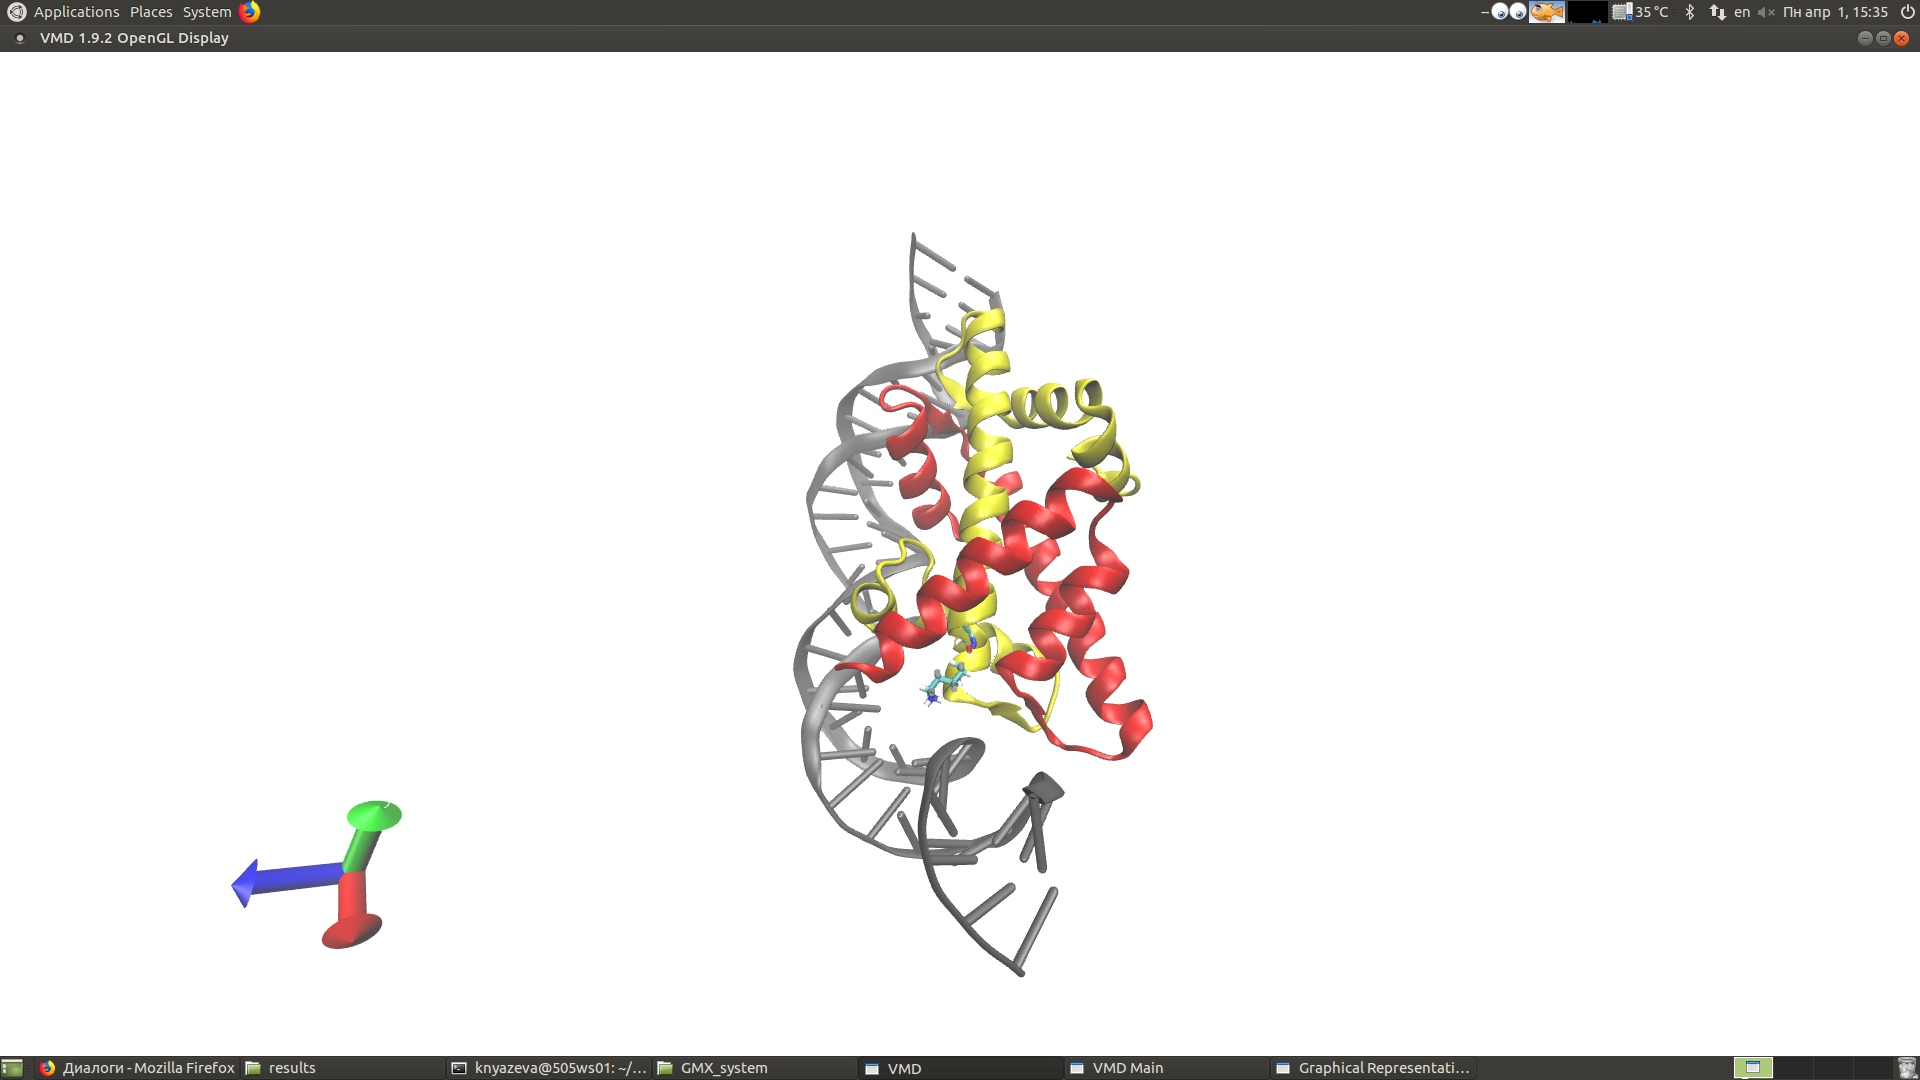 Applications Places System
35 °C en Пн апр 1, 15:35
VMD 1.9.2 OpenGL Display
Диалоги - Mozilla Firefox
results
knyazeva@505ws01: ~/...
GMX_system
VMD
VMD Main
Graphical Representati...